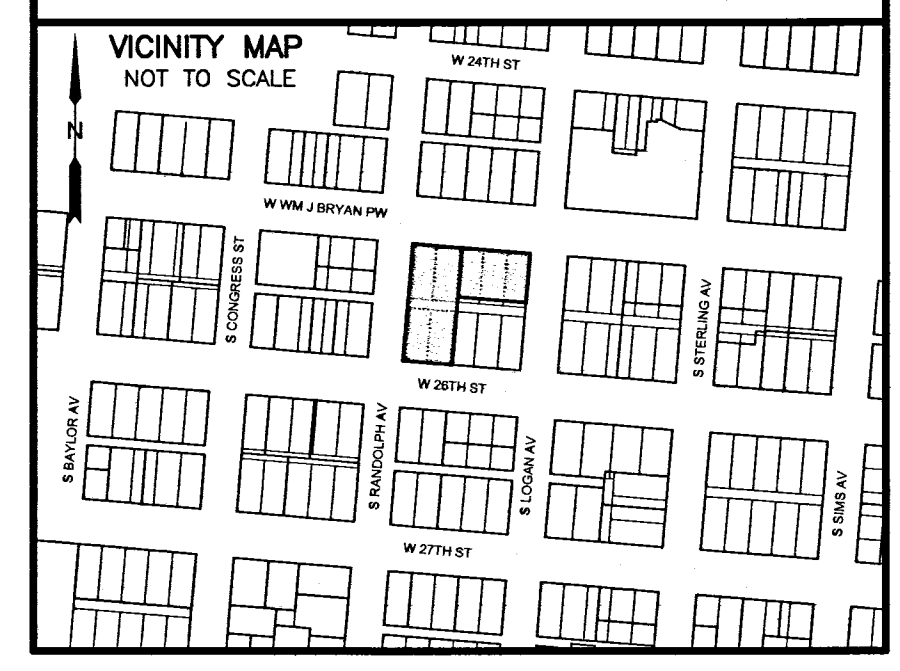 VICINITY MAP
NOT TO SCALE
N
W 24TH ST
W WM J BRYAN PW
S CONGRESS ST
S STERLING AV
W 26TH ST
S BAYLOR AV
S RANDOLPH AV
S LOGAN AV
S SIMS AV
W 27TH ST